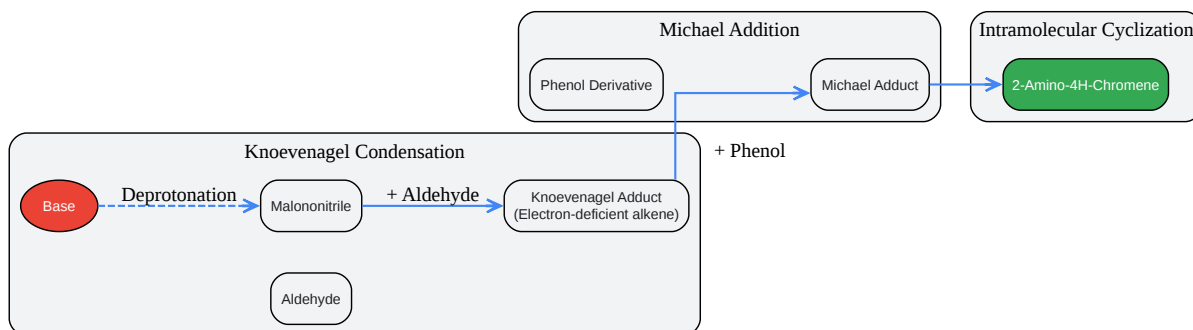 Michael Addition
Intramolecular Cyclization
Phenol Derivative
Michael Adduct
2-Amino-4H-Chromene
+ Phenol
Knoevenagel Condensation
Base
Deprotonation
Malononitrile
+ Aldehyde
Knoevenagel Adduct
(Electron-deficient alkene)
Aldehyde